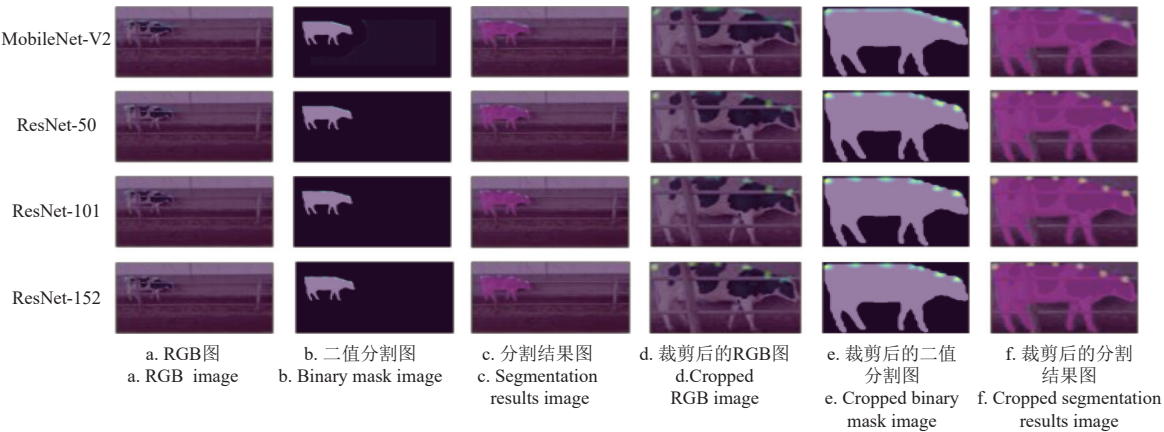 MobileNet-V2
ResNet-50
ResNet-101
ResNet-152
a. RGB图
a. RGB image
b. 二值分割图
b. Binary mask image
c. 分割结果图
c. Segmentation
results image
d. 裁剪后的RGB图
d.Cropped
RGB image
e. 裁剪后的二值
分割图
e. Cropped binary
mask image
f. 裁剪后的分割
结果图
f. Cropped segmentation
results image